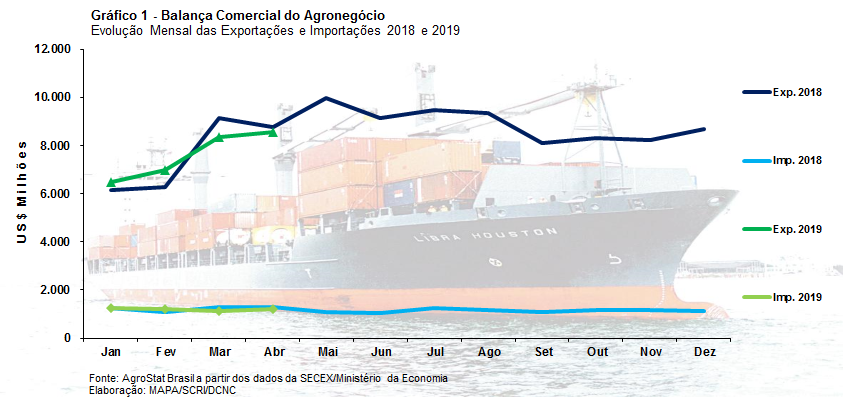 Gráfico 1 - Balança Comercial do Agronegócio
Evolução Mensal das Exportações e Importações 2018 e 2019
US$ Milhões
12.000
10.000
8.000
6.000
4.000
2.000
0
Jan Fev Mar Abr Mai Jun Jul Ago Set Out Nov Dez
Exp. 2018
Imp. 2018
Exp. 2019
Imp. 2019
LIBRA HOUSTON
Fonte: AgroStat Brasil a partir dos dados da SECEX/Ministério da Economia
Elaboração: MAPA/SCRI/DCNC